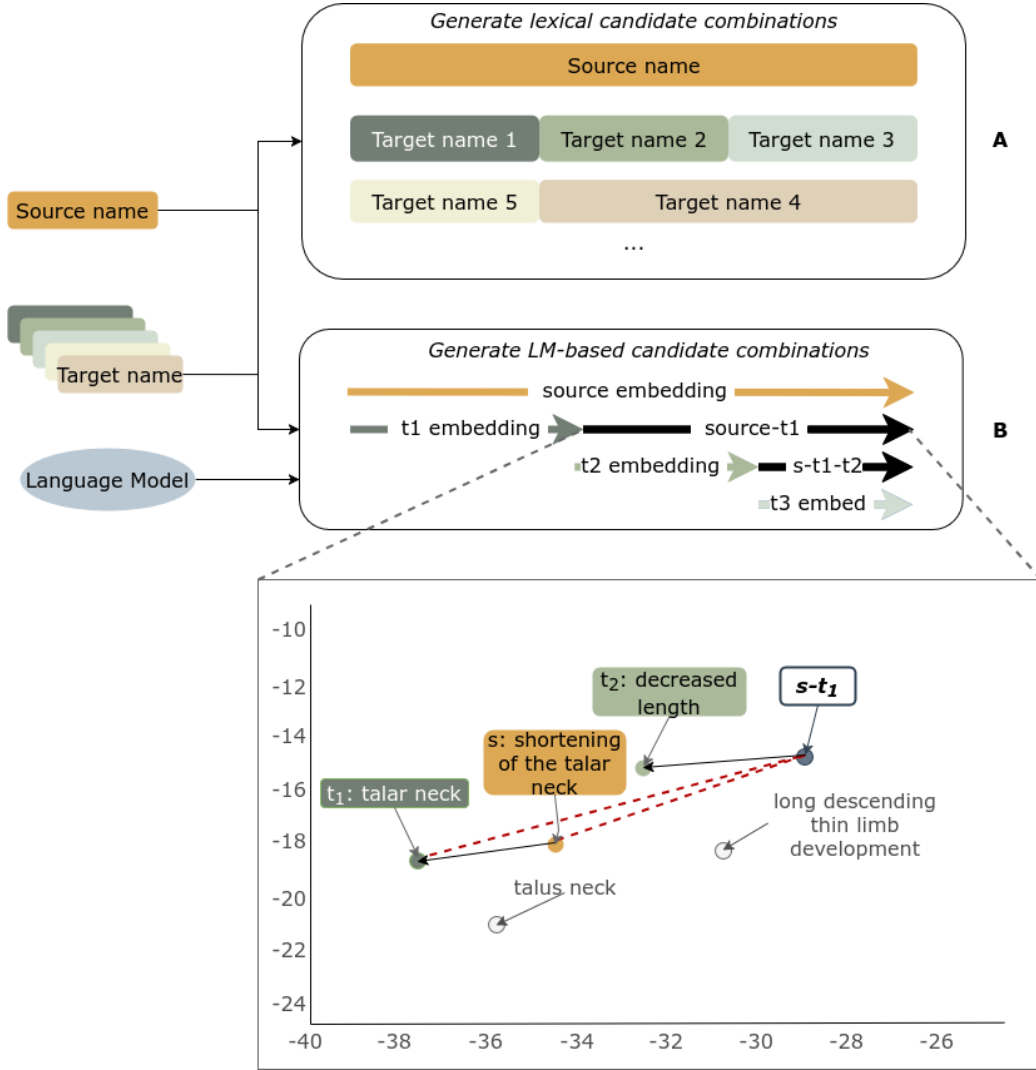 Generate lexical candidate combinations
Source name
Target name 1
Target name 2
Target name 3
A
Target name 5
Target name 4
...
Source name
Target name
Language Model
Generate LM-based candidate combinations
source embedding
t1 embedding
source-t1
B
t2 embedding
s-t1-t2
t3 embed
-10
-12
-14
-16
-18
-20
-22
-24
t2: decreased
length
s-t1
s: shortening
of the talar
neck
t1: talar neck
long descending
thin limb
development
talus neck
-40
-38
-36
-34
-32
-30
-28
-26